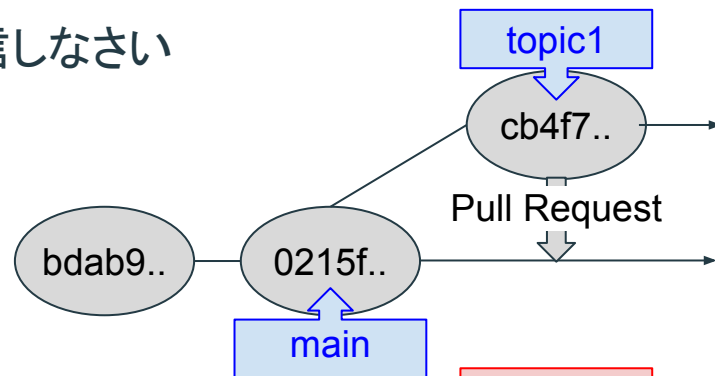 信しなさい
topic1
cb4f7..
Pull Request
bdab9..
0215f..
main